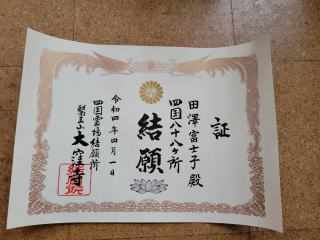 証
田澤富士子殿
四国八十八ヶ所
結願
令和四年四月一日
四国霊場結願所
医王山 大窪寺